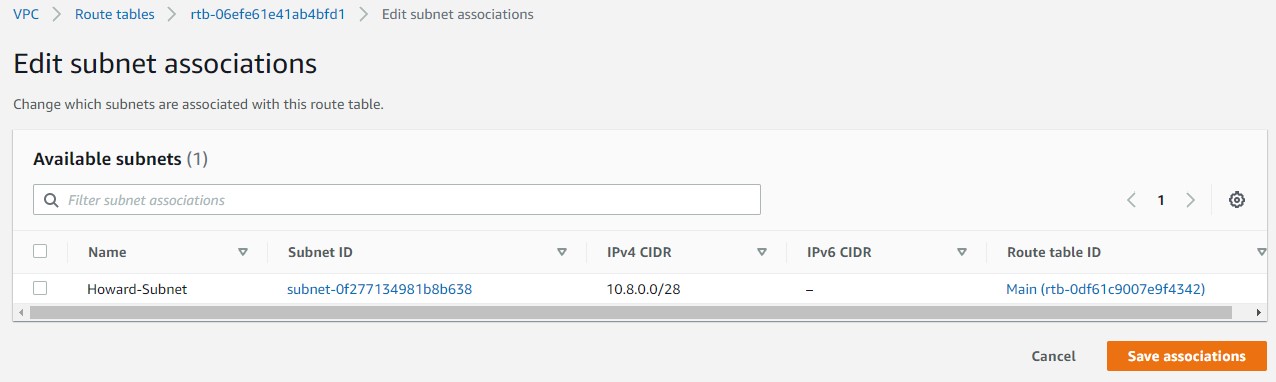 VPC > Route tables > rtb-06efe61e41ab4bfd1 > Edit subnet associations
Edit subnet associations
Change which subnets are associated with this route table.
Available subnets (1)
Filter subnet associations
1
Name Subnet ID IPv4 CIDR IPv6 CIDR Route table ID
Howard-Subnet subnet-0f277134981b8b638 10.8.0.0/28 – Main (rtb-0df61c9007e9f4342)
Cancel Save associations